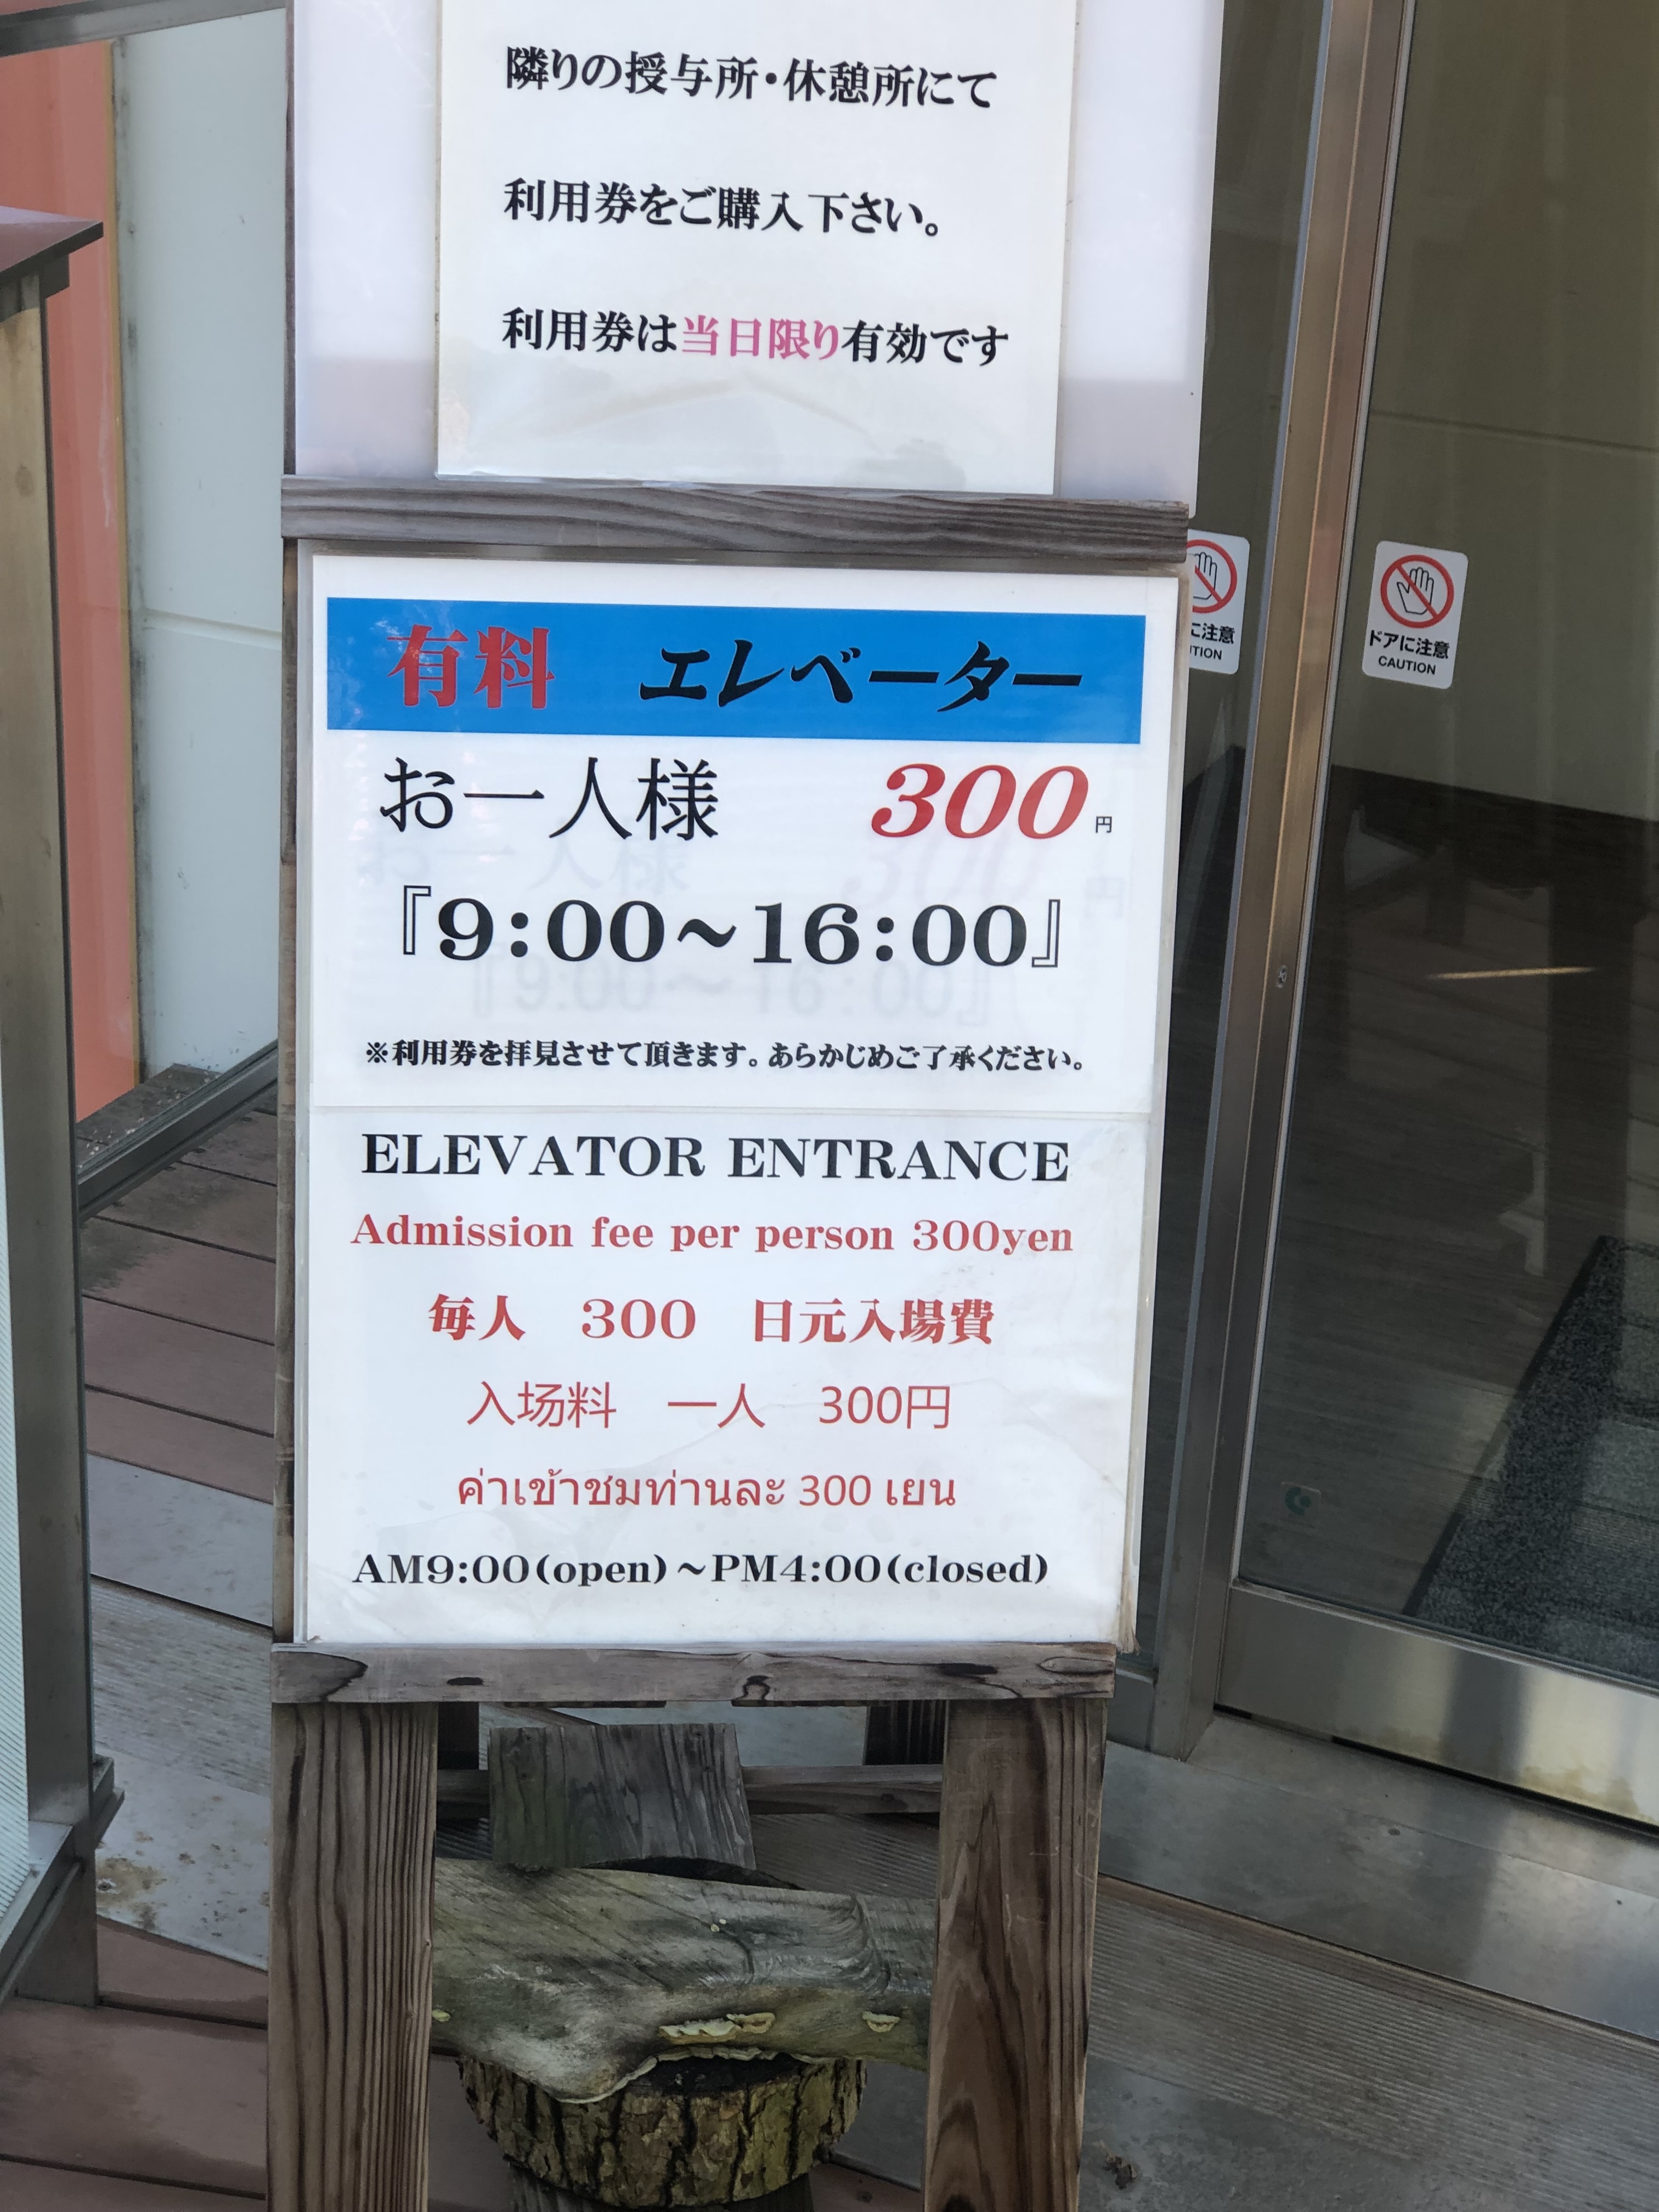 隣りの授与所・休憩所にて
利用券をご購入下さい。
利用券は当日限り有効です
有料 エレベーター
お一人様 300円
『9:00～16:00』
※利用券を拝見させて頂きます。あらかじめご了承ください。
ELEVATOR ENTRANCE
Admission fee per person 300yen
毎人 300 日元入場費
入场料 一人 300円
ค่าเข้าชมท่านละ 300 เยน
AM9:00(open)～PM4:00(closed)
に注意
TION
ドアに注意
CAUTION